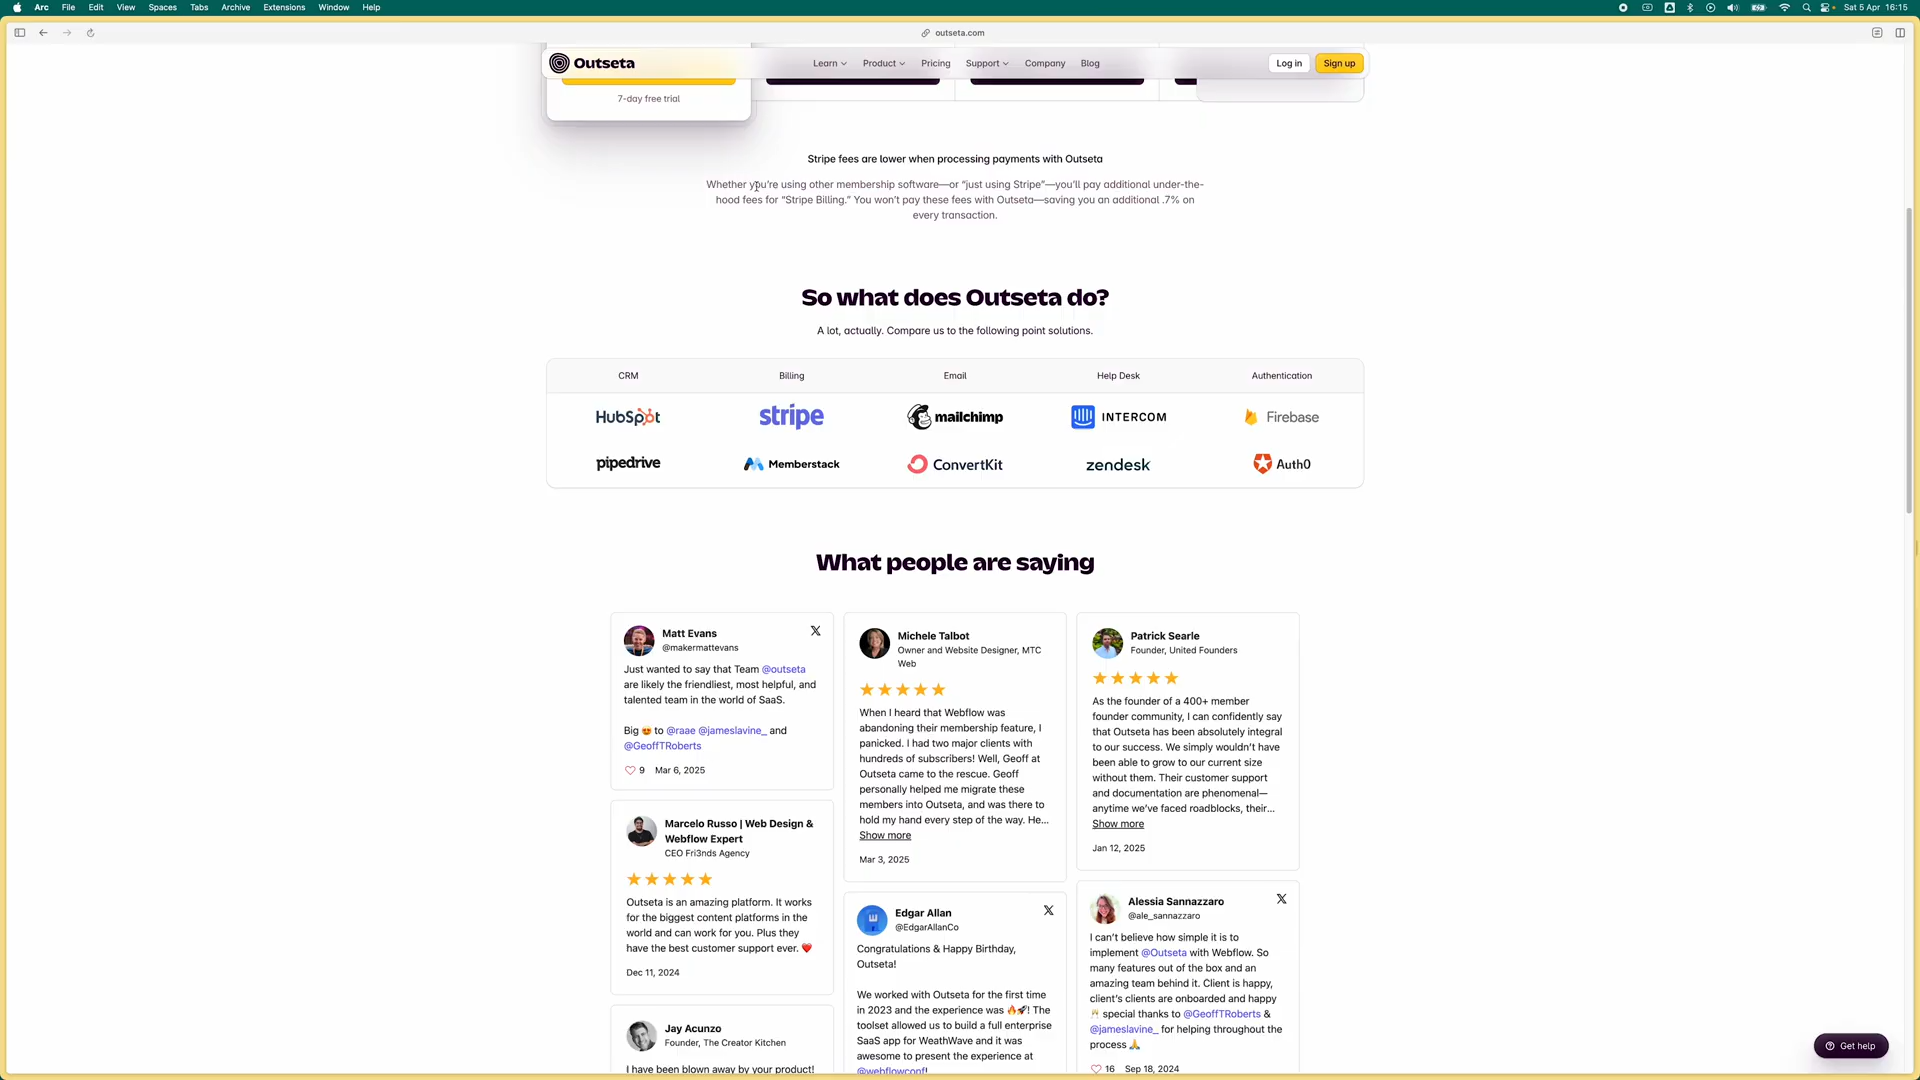 Arc File Edit View Spaces Tabs Archive Extensions Window Help
Sat 5 Apr 16:15
outseta.com
Outseta
Learn Product Pricing Support Company Blog
Log in
Sign up
7-day free trial
Stripe fees are lower when processing payments with Outseta
Whether you're using other membership software—or "just using Stripe"—you'll pay additional under-the-
hood fees for "Stripe Billing." You won't pay these fees with Outseta—saving you an additional .7% on
every transaction.
So what does Outseta do?
A lot, actually. Compare us to the following point solutions.
CRM Billing Email Help Desk Authentication
HubSpot stripe mailchimp INTERCOM Firebase
pipedrive Memberstack ConvertKit zendesk Auth0
What people are saying
Matt Evans
@makermattevans
Just wanted to say that Team @outseta
are likely the friendliest, most helpful, and
talented team in the world of SaaS.
Big 😍 to @raae @jameslavine_ and
@GeoffTRoberts
9 Mar 6, 2025
Marcelo Russo | Web Design &
Webflow Expert
CEO Fri3nds Agency
Outseta is an amazing platform. It works
for the biggest content platforms in the
world and can work for you. Plus they
have the best customer support ever. ❤️
Dec 11, 2024
Jay Acunzo
Founder, The Creator Kitchen
I have been blown away by your product!
Michele Talbot
Owner and Website Designer, MTC
Web
When I heard that Webflow was
abandoning their membership feature, I
panicked. I had two major clients with
hundreds of subscribers! Well, Geoff at
Outseta came to the rescue. Geoff
personally helped me migrate these
members into Outseta, and was there to
hold my hand every step of the way. He...
Show more
Mar 3, 2025
Edgar Allan
@EdgarAllanCo
Congratulations & Happy Birthday,
Outseta!
We worked with Outseta for the first time
in 2023 and the experience was 🔥🚀! The
toolset allowed us to build a full enterprise
SaaS app for WeathWave and it was
awesome to present the experience at
@webflowconf!
Patrick Searle
Founder, United Founders
As the founder of a 400+ member
founder community, I can confidently say
that Outseta has been absolutely integral
to our success. We simply wouldn't have
been able to grow to our current size
without them. Their customer support
and documentation are phenomenal—
anytime we've faced roadblocks, their...
Show more
Jan 12, 2025
Alessia Sannazzaro
@ale_sannazzaro
I can't believe how simple it is to
implement @Outseta with Webflow. So
many features out of the box and an
amazing team behind it. Client is happy,
client's clients are onboarded and happy
🥂 special thanks to @GeoffTRoberts &
@jameslavine_ for helping throughout the
process 🙏
16 Sep 18, 2024
Get help